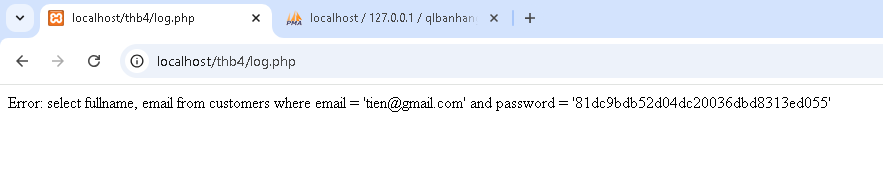 localhost/thb4/log.php
PMA
localhost / 127.0.0.1 / qlbanhan
localhost/thb4/log.php
Error: select fullname, email from customers where email = 'tien@gmail.com' and password = '81dc9bdb52d04dc20036dbd8313ed055'